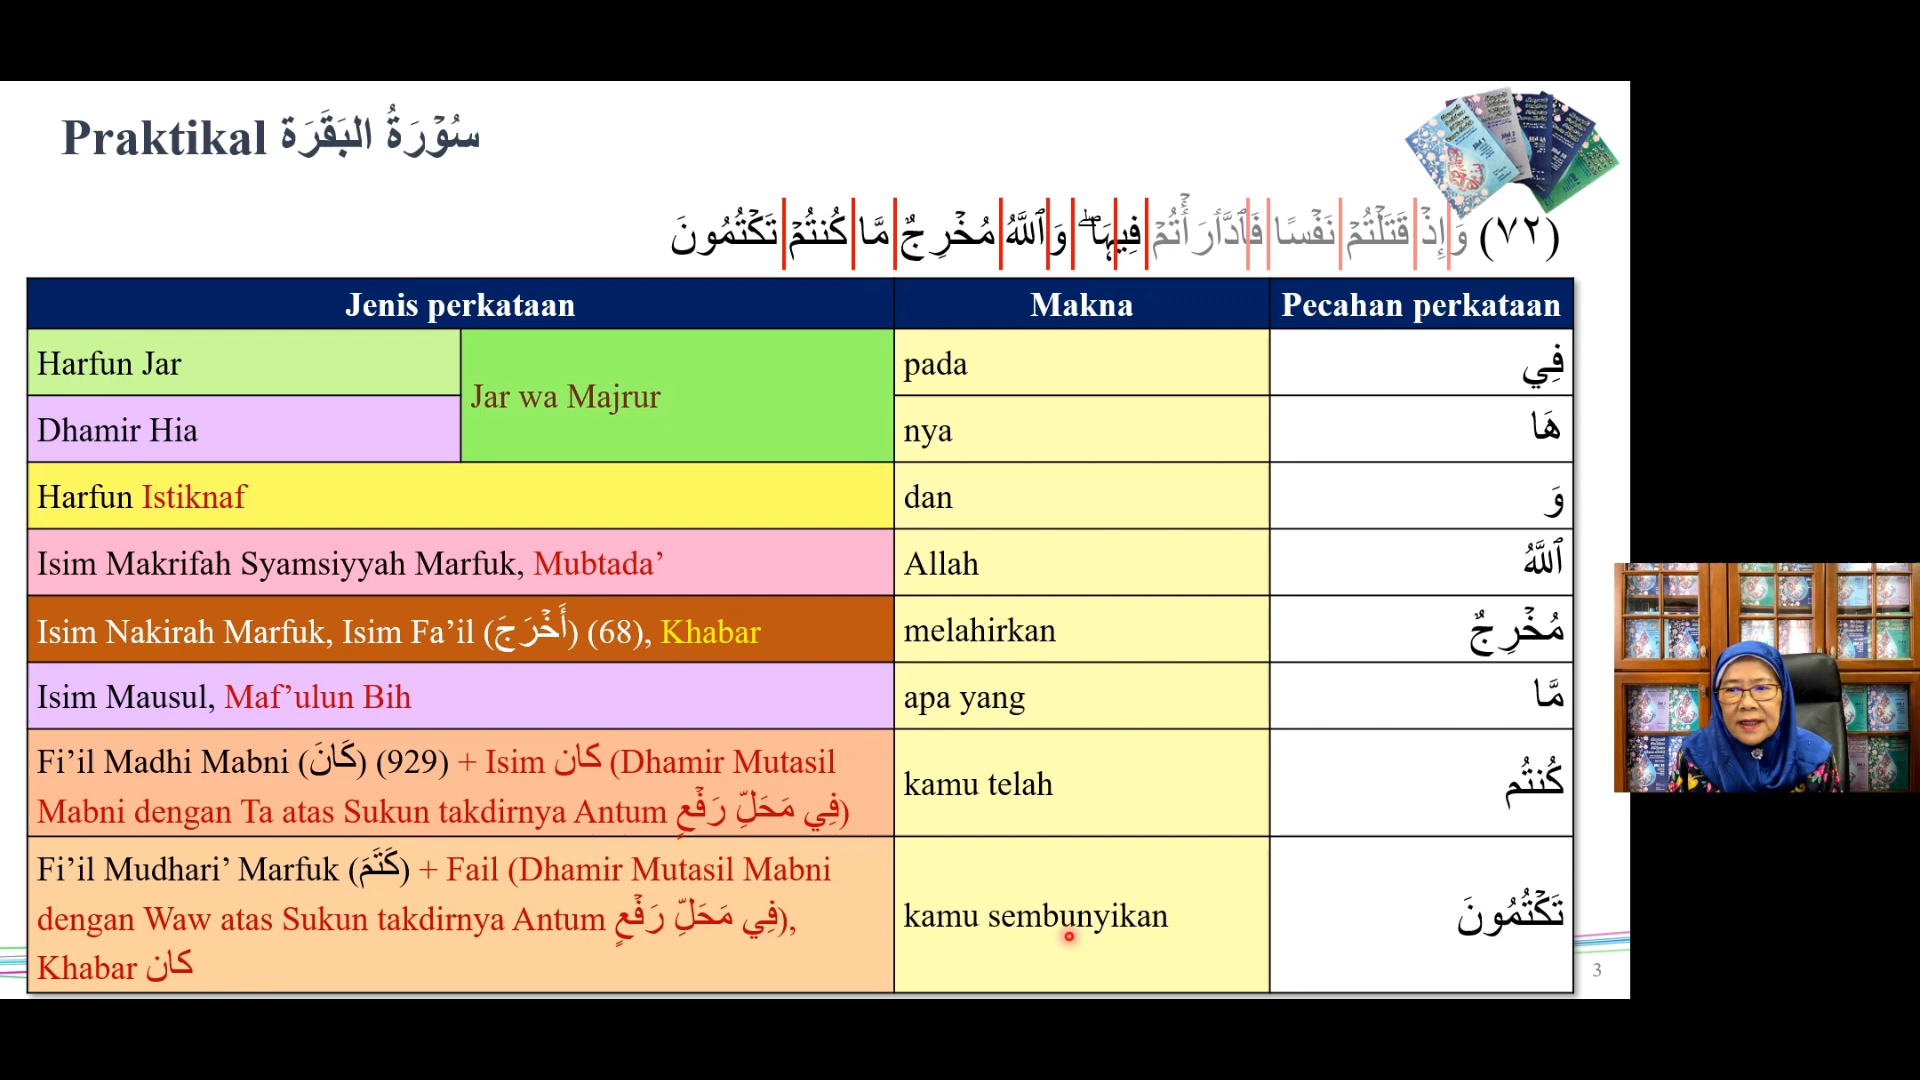 Praktikal سُوْرَةُ البَقَرَة
(٧٢) وَإِذْ قَتَلْتُمْ نَفْسًا فَٱدَّٰرَأْتُمْ فِيهَا ۖ وَٱللَّهُ مُخْرِجٌ مَّا كُنتُمْ تَكْتُمُونَ
Jenis perkataan Makna Pecahan perkataan
Harfun Jar Jar wa Majrur pada فِي
Dhamir Hia nya هَا
Harfun Istiknaf dan وَ
Isim Makrifah Syamsiyyah Marfuk, Mubtada’ Allah ٱللَّهُ
Isim Nakirah Marfuk, Isim Fa’il (أَخْرَجَ) (68), Khabar melahirkan مُخْرِجٌ
Isim Mausul, Maf’ulun Bih apa yang مَّا
Fi’il Madhi Mabni (كَانَ) (929) + Isim كان (Dhamir Mutasil
Mabni dengan Ta atas Sukun takdirnya Antum فِي مَحَلِّ رَفْعٍ)
kamu telah كُنتُم
Fi’il Mudhari’ Marfuk (كَتَمَ) + Fail (Dhamir Mutasil Mabni
dengan Waw atas Sukun takdirnya Antum فِي مَحَلِّ رَفْعٍ),
Khabar كان
kamu sembunyikan تَكْتُمُونَ
3